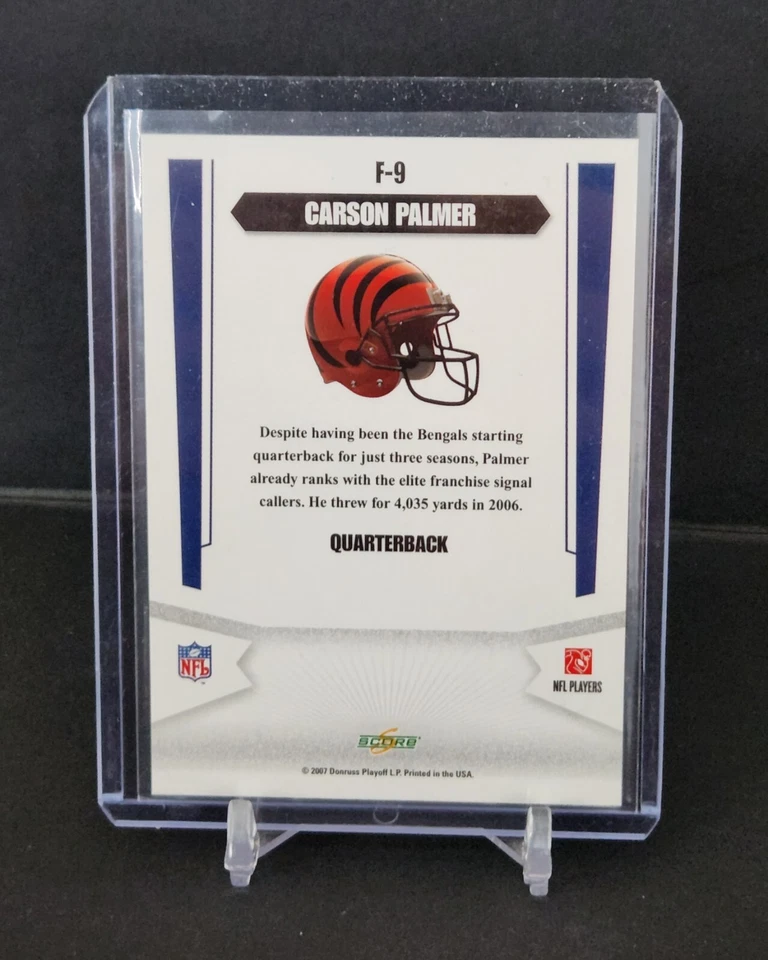 F-9
CARSON PALMER
Despite having been the Bengals starting
quarterback for just three seasons, Palmer
already ranks with the elite franchise signal
callers. He threw for 4,035 yards in 2006.
QUARTERBACK
NFL
NFL PLAYERS
SCORE
© 2007 Donruss Playoff L.P. Printed in the USA.